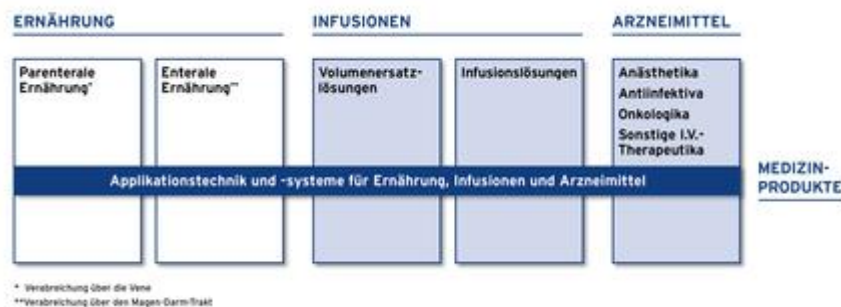 ERNÄHRUNG
INFUSIONEN
ARZNEIMITTEL
Parenterale
Ernährung*
Enterale
Ernährung**
Volumenersatz-
lösungen
Infusionslösungen
Anästhetika
Antiinfektiva
Onkologika
Sonstige I.V.-
Therapeutika
Applikationstechnik und -systeme für Ernährung, Infusionen und Arzneimittel
MEDIZIN-
PRODUKTE
* Verabreichung über die Vene
**Verabreichung über den Magen-Darm-Trakt